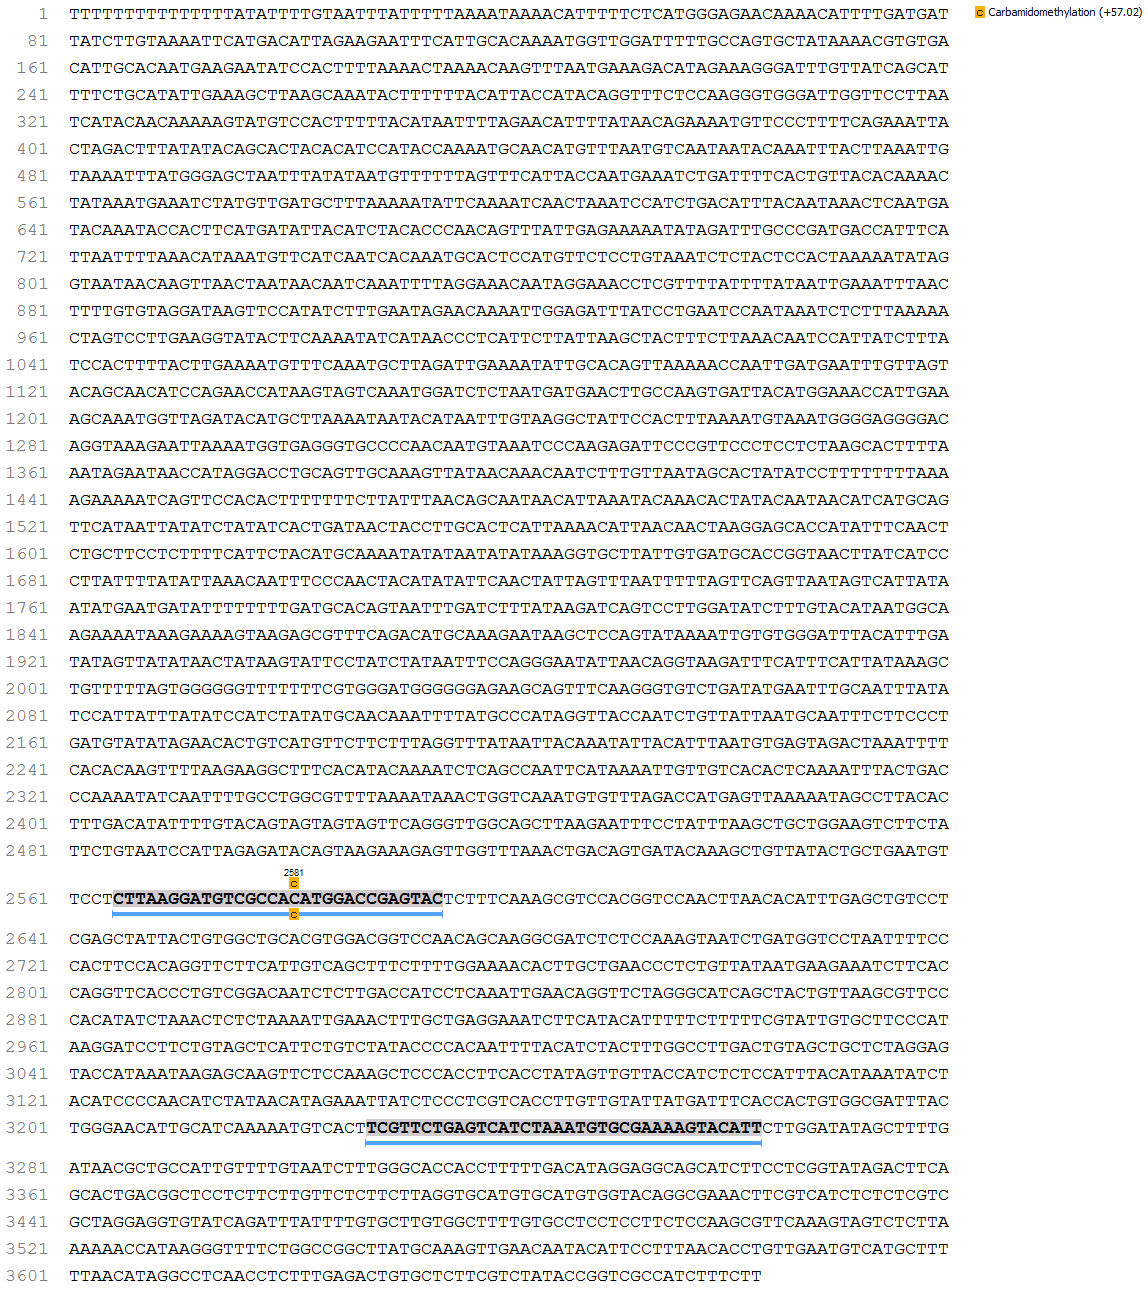 1 TTTTTTTTTTTTTTTATATTTTGTAATTTATTTTTAAAATAAAACATTTTTCTCATGGGAGAACAAAACATTTTGATGAT
C Carbamidomethylation (+57.02)
81 TATCTTGTAAAATTCATGACATTAGAAGAATTTCATTGCACAAAATGGTTGGATTTTTGCCAGTGCTATAAAACGTGTGA
161 CATTGCACAATGAAGAATATCCACTTTTAAAACTAAAACAAGTTTAATGAAAGACATAGAAAGGGATTTGTTATCAGCAT
241 TTTCTGCATATTGAAAGCTTAAGCAAATACTTTTTTACATTACCATACAGGTTTCTCCAAGGGTGGGATTGGTTCCTTAA
321 TCATACAACAAAAAGTATGTCCACTTTTTACATAATTTTAGAACATTTTATAACAGAAAATGTTCCCTTTTCAGAAATTA
401 CTAGACTTTATATACAGCACTACACATCCATACCAAAATGCAACATGTTTAATGTCAATAATACAAATTTACTTAAATTG
481 TAAAATTTATGGGAGCTAATTTATATAATGTTTTTTAGTTTCATTACCAATGAAATCTGATTTTCACTGTTACACAAAAC
561 TATAAATGAAATCTATGTTGATGCTTTAAAAATATTCAAAATCAACTAAATCCATCTGACATTTACAATAAACTCAATGA
641 TACAAATACCACTTCATGATATTACATCTACACCCAACAGTTTATTGAGAAAAATATAGATTTGCCCGATGACCATTTCA
721 TTAATTTTAAACATAAATGTTCATCAATCACAAATGCACTCCATGTTCTCCTGTAAATCTCTACTCCACTAAAAATATAG
801 GTAATAACAAGTTAACTAATAACAATCAAATTTTAGGAAACAATAGGAAACCTCGTTTTATTTTATAATTGAAATTTAAC
881 TTTTGTGTAGGATAAGTTCCATATCTTTGAATAGAACAAAATTGGAGATTTATCCTGAATCCAATAAATCTCTTTAAAAA
961 CTAGTCCTTGAAGGTATACTTCAAAATATCATAACCCTCATTCTTATTAAGCTACTTTCTTAAACAATCCATTATCTTTA
1041 TCCACTTTTACTTGAAAATGTTTCAAATGCTTAGATTGAAAATATTGCACAGTTAAAAACCAATTGATGAATTTGTTAGT
1121 ACAGCAACATCCAGAACCATAAGTAGTCAAATGGATCTCTAATGATGAACTTGCCAAGTGATTACATGGAAACCATTGAA
1201 AGCAAATGGTTAGATACATGCTTAAAATAATACATAATTTGTAAGGCTATTCCACTTTAAAATGTAAATGGGGAGGGGAC
1281 AGGTAAAGAATTAAAATGGTGAGGGTGCCCCAACAATGTAAATCCCAAGAGATTCCCGTTCCCTCCTCTAAGCACTTTTA
1361 AATAGAATAACCATAGGACCTGCAGTTGCAAAGTTATAACAAACAATCTTTGTTAATAGCACTATATCCTTTTTTTTAAA
1441 AGAAAAATCAGTTCCACACTTTTTTTCTTATTTAACAGCAATAACATTAAATACAAACACTATACAATAACATCATGCAG
1521 TTCATAATTATATCTATATCACTGATAACTACCTTGCACTCATTAAAACATTAACAACTAAGGAGCACCATATTTCAACT
1601 CTGCTTCCTCTTTTCATTCTACATGCAAAATATATAATATATAAAGGTGCTTATTGTGATGCACCGGTAACTTATCATCC
1681 CTTATTTTATATTAAACAATTTCCCAACTACATATATTCAACTATTAGTTTAATTTTTAGTTCAGTTAATAGTCATTATA
1761 ATATGAATGATATTTTTTTTGATGCACAGTAATTTGATCTTTATAAGATCAGTCCTTGGATATCTTTGTACATAATGGCA
1841 AGAAAATAAAGAAAAGTAAGAGCGTTTCAGACATGCAAAGAATAAGCTCCAGTATAAAATTGTGTGGGATTTACATTTGA
1921 TATAGTTATATAACTATAAGTATTCCTATCTATAATTTCCAGGGAATATTAACAGGTAAGATTTCATTTCATTATAAAGC
2001 TGTTTTTAGTGGGGGGTTTTTTTCGTGGGATGGGGGGAGAAGCAGTTTCAAGGGTGTCTGATATGAATTTGCAATTTATA
2081 TCCATTATTTATATCCATCTATATGCAACAAATTTTATGCCCATAGGTTACCAATCTGTTATTAATGCAATTTCTTCCCT
2161 GATGTATATAGAACACTGTCATGTTCTTCTTTAGGTTTATAATTACAAATATTACATTTAATGTGAGTAGACTAAATTTT
2241 CACACAAGTTTTAAGAAGGCTTTCACATACAAAATCTCAGCCAATTCATAAAATTGTTGTCACACTCAAAATTTACTGAC
2321 CCAAAATATCAATTTTGCCTGGCGTTTTAAAATAAACTGGTCAAATGTGTTTAGACCATGAGTTAAAAATAGCCTTACAC
2401 TTTGACATATTTTGTACAGTAGTAGTAGTTCAGGGTTGGCAGCTTAAGAATTTCCTATTTAAGCTGCTGGAAGTCTTCTA
2481 TTCTGTAATCCATTAGAGATACAGTAAGAAAGAGTTGGTTTAAACTGACAGTGATACAAAGCTGTTATACTGCTGAATGT
2581
C
2561 TCCTCTTAAGGATGTCGCCACATGGACCGAGTACTCTTTCAAAGCGTCCACGGTCCAACTTAACACATTTGAGCTGTCCT
C
2641 CGAGCTATTACTGTGGCTGCACGTGGACGGTCCAACAGCAAGGCGATCTCTCCAAAGTAATCTGATGGTCCTAATTTTCC
2721 CACTTCCACAGGTTCTTCATTGTCAGCTTTCTTTTGGAAAACACTTGCTGAACCCTCTGTTATAATGAAGAAATCTTCAC
2801 CAGGTTCACCCTGTCGGACAATCTCTTGACCATCCTCAAATTGAACAGGTTCTAGGGCATCAGCTACTGTTAAGCGTTCC
2881 CACATATCTAAACTCTCTAAAATTGAAACTTTGCTGAGGAAATCTTCATACATTTTTCTTTTTCGTATTGTGCTTCCCAT
2961 AAGGATCCTTCTGTAGCTCATTCTGTCTATACCCCACAATTTTACATCTACTTTGGCCTTGACTGTAGCTGCTCTAGGAG
3041 TACCATAAATAAGAGCAAGTTCTCCAAAGCTCCCACCTTCACCTATAGTTGTTACCATCTCTCCATTTACATAAATATCT
3121 ACATCCCCAACATCTATAACATAGAAATTATCTCCCTCGTCACCTTGTTGTATTATGATTTCACCACTGTGGCGATTTAC
3201 TGGGAACATTGCATCAAAAATGTCACTTCGTTCTGAGTCATCTAAATGTGCGAAAAGTACATTCTTGGATATAGCTTTTG
3281 ATAACGCTGCCATTGTTTTGTAATCTTTGGGCACCACCTTTTTGACATAGGAGGCAGCATCTTCCTCGGTATAGACTTCA
3361 GCACTGACGGCTCCTCTTCTTGTTCTCTTCTTAGGTGCATGTGCATGTGGTACAGGCGAAACTTCGTCATCTCTCTCGTC
3441 GCTAGGAGGTGTATCAGATTTATTTTGTGCTTGTGGCTTTTGTGCCTCCTCCTTCTCCAAGCGTTCAAAGTAGTCTCTTA
3521 AAAAACCATAAGGGTTTTCTGGCCGGCTTATGCAAAGTTGAACAATACATTCCTTTAACACCTGTTGAATGTCATGCTTT
3601 TTAACATAGGCCTCAACCTCTTTGAGACTGTGCTCTTCGTCTATACCGGTCGCCATCTTTCTT